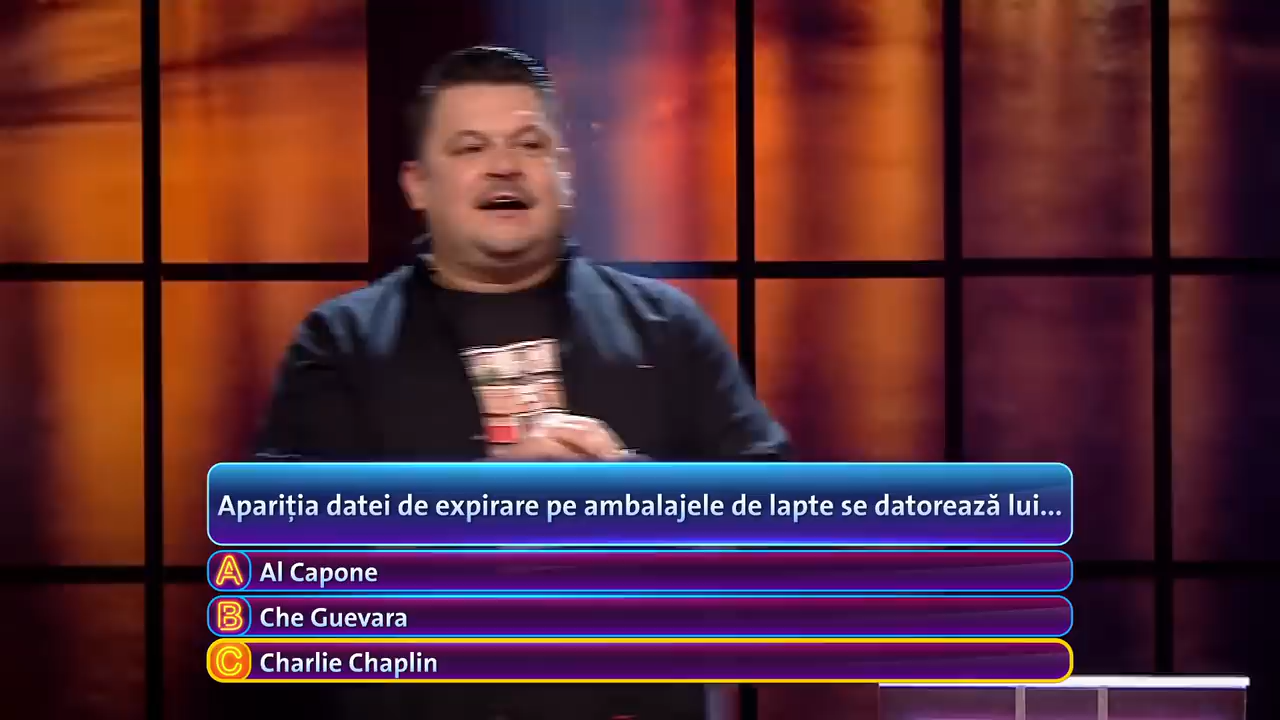 Apariția datei de expirare pe ambalajele de lapte se datorează lui...
A Al Capone
B Che Guevara
C Charlie Chaplin